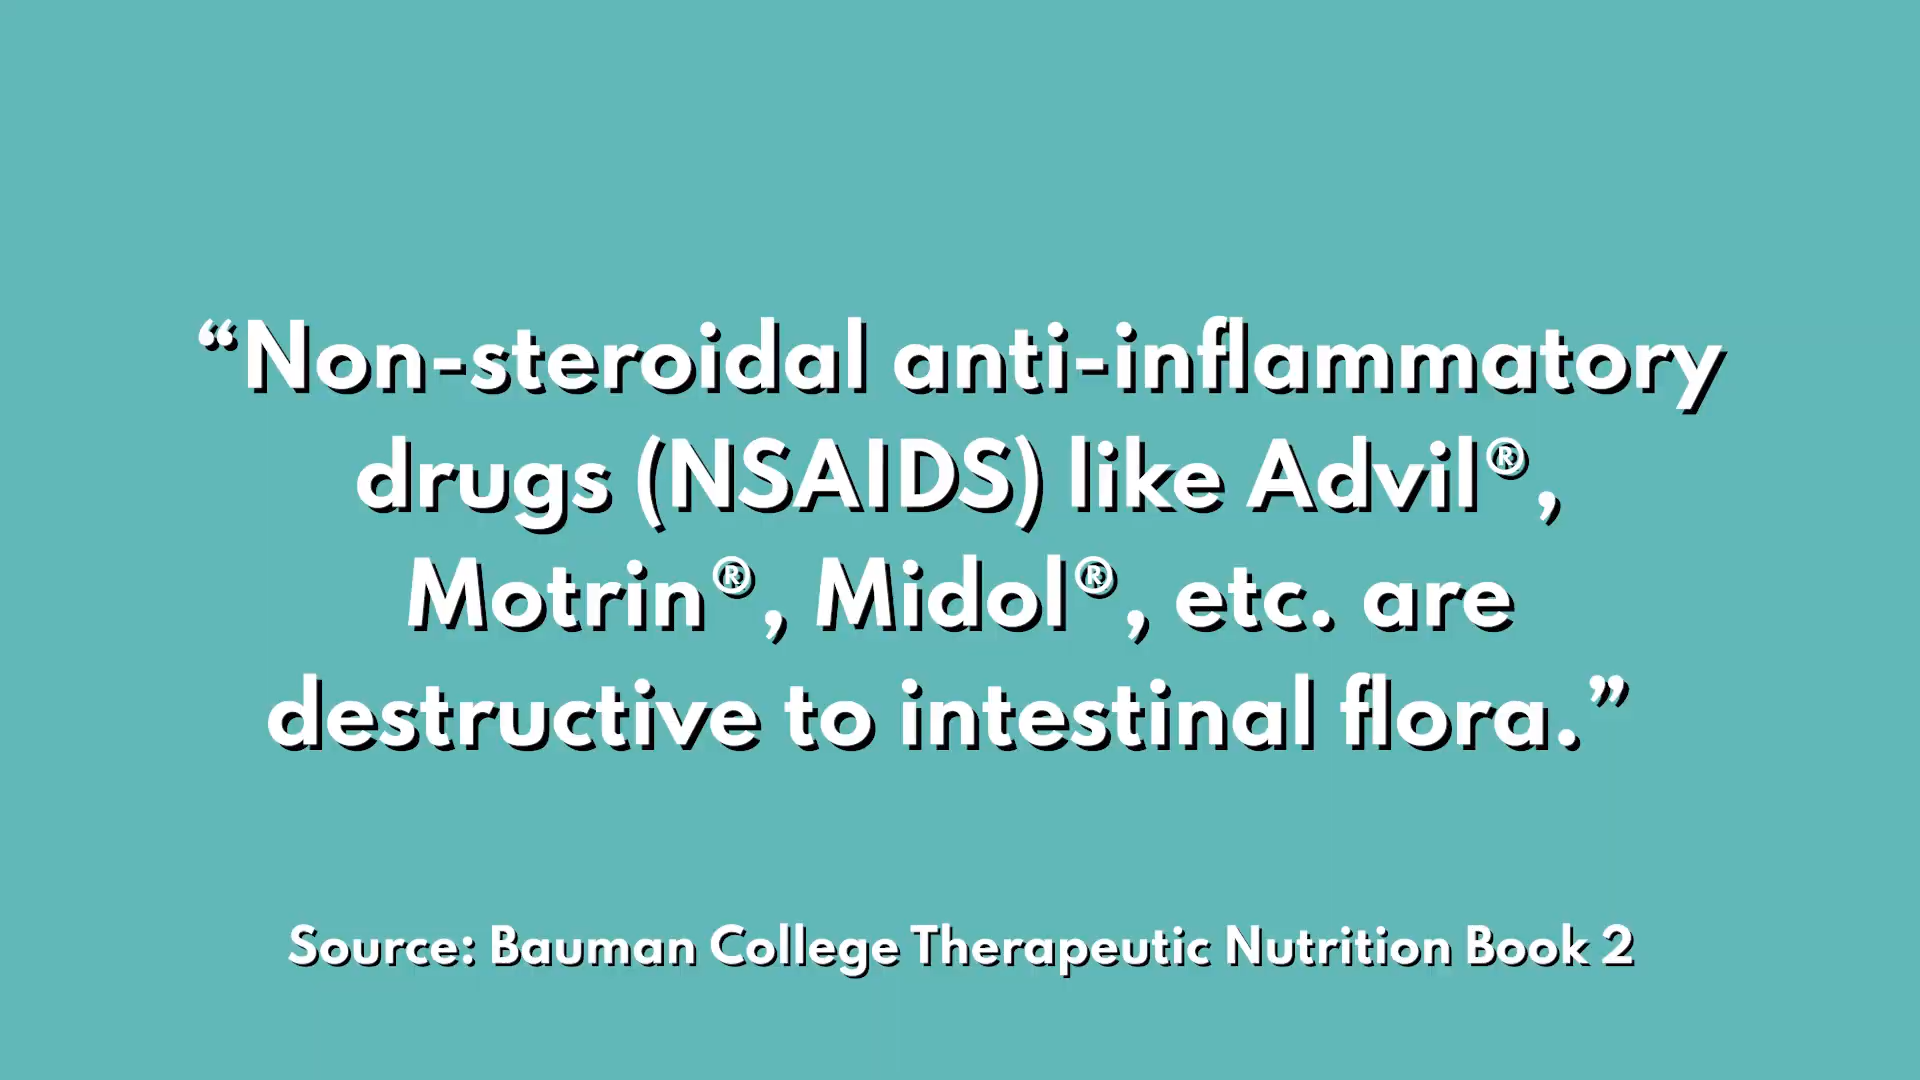 “Non-steroidal anti-inflammatory
drugs (NSAIDS) like Advil®,
Motrin®, Midol®, etc. are
destructive to intestinal flora.”
Source: Bauman College Therapeutic Nutrition Book 2